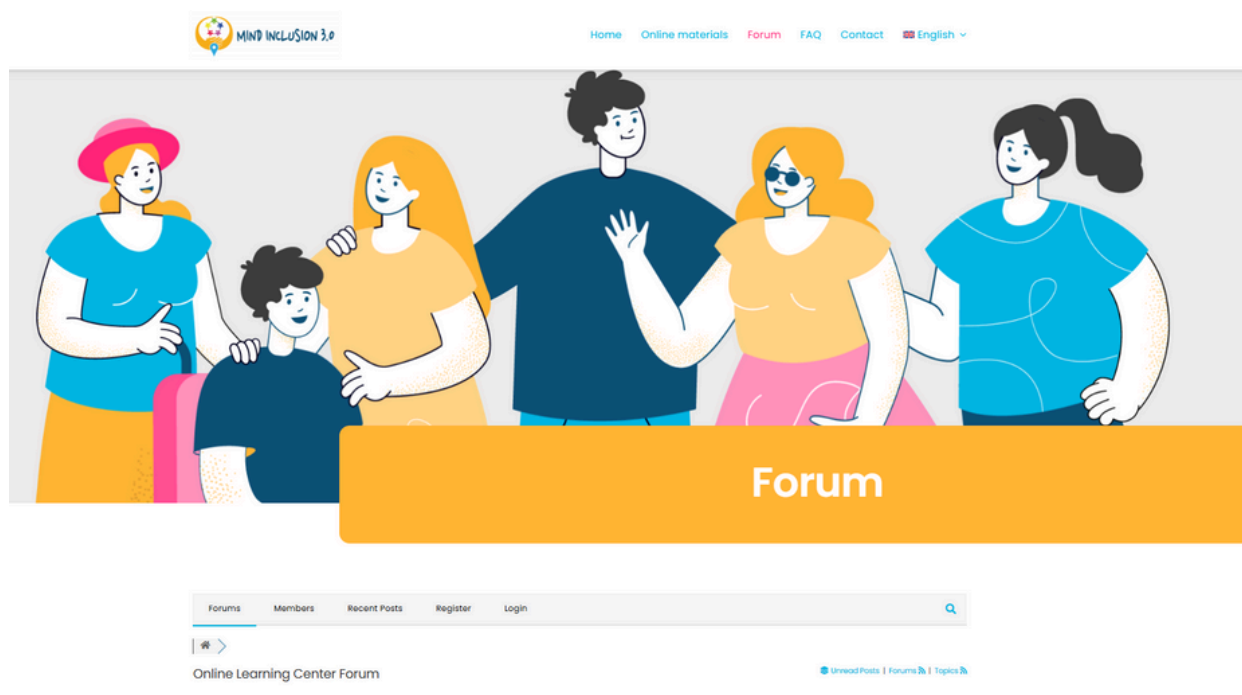 MIND INCLUSION 3.0
Home Online materials Forum FAQ Contact English
Forum
Forums Members Recent Posts Register Login
Online Learning Center Forum
Unread Posts | Forums | Topics